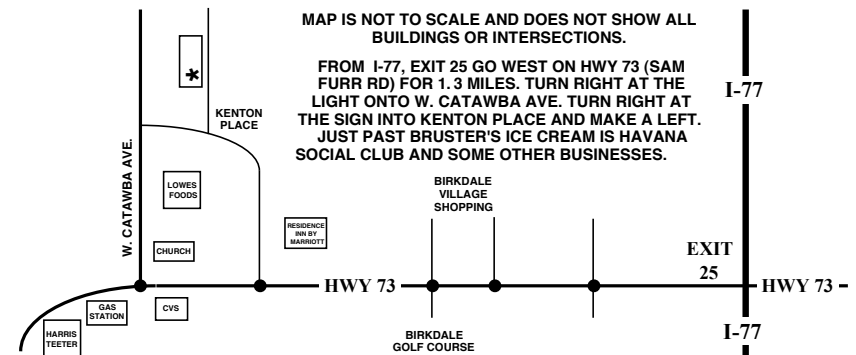 MAP IS NOT TO SCALE AND DOES NOT SHOW ALL
BUILDINGS OR INTERSECTIONS.
FROM I-77, EXIT 25 GO WEST ON HWY 73 (SAM
FURR RD) FOR 1.3 MILES. TURN RIGHT AT THE
LIGHT ONTO W. CATAWBA AVE. TURN RIGHT AT
THE SIGN INTO KENTON PLACE AND MAKE A LEFT.
JUST PAST BRUSTER'S ICE CREAM IS HAVANA
SOCIAL CLUB AND SOME OTHER BUSINESSES.
I-77
*
KENTON
PLACE
W. CATAWBA AVE.
LOWES
FOODS
BIRKDALE
VILLAGE
SHOPPING
RESIDENCE
INN BY
MARRIOTT
CHURCH
EXIT
25
HWY 73
HWY 73
GAS
STATION
CVS
HARRIS
TEETER
BIRKDALE
GOLF COURSE
I-77